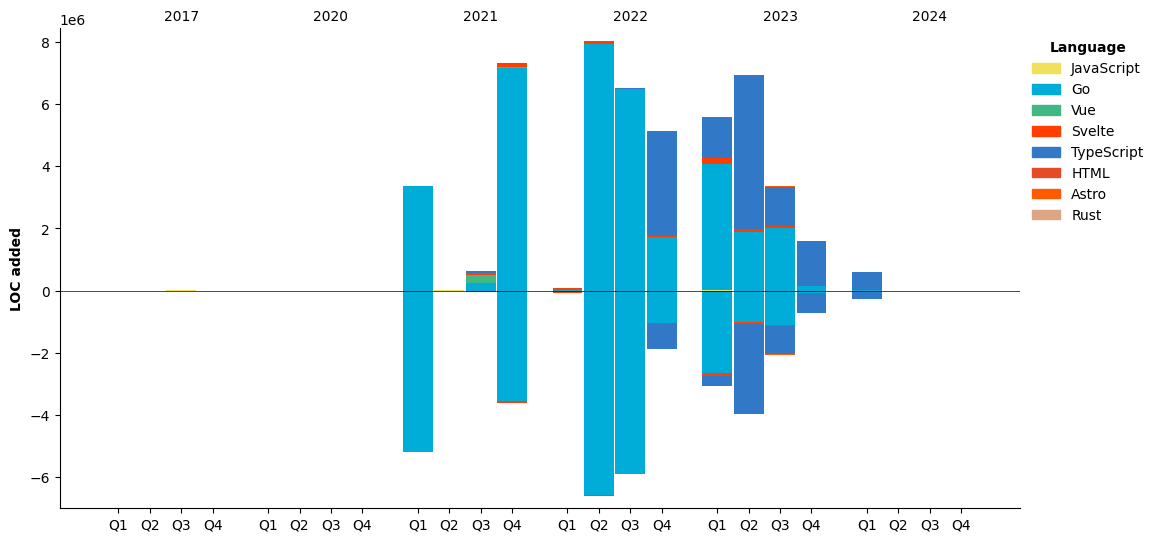 1e6
2017 2020 2021 2022 2023 2024
Language
JavaScript
Go
Vue
Svelte
TypeScript
HTML
Astro
Rust
LOC added
8
6
4
2
0
−2
−4
−6
Q1 Q2 Q3 Q4 Q1 Q2 Q3 Q4 Q1 Q2 Q3 Q4 Q1 Q2 Q3 Q4 Q1 Q2 Q3 Q4 Q1 Q2 Q3 Q4